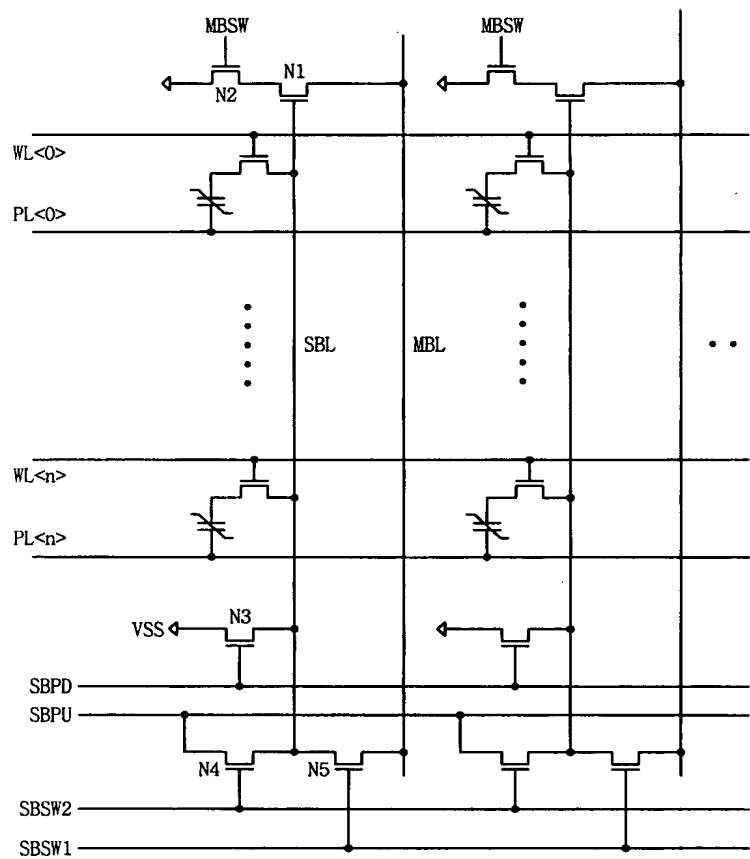 MBSW MBSW
N1
N2
WL<0>
PL<0>
SBL MBL
WL<n>
PL<n>
N3
VSS
SBPD
SBPU
N4 N5
SBSW2
SBSW1